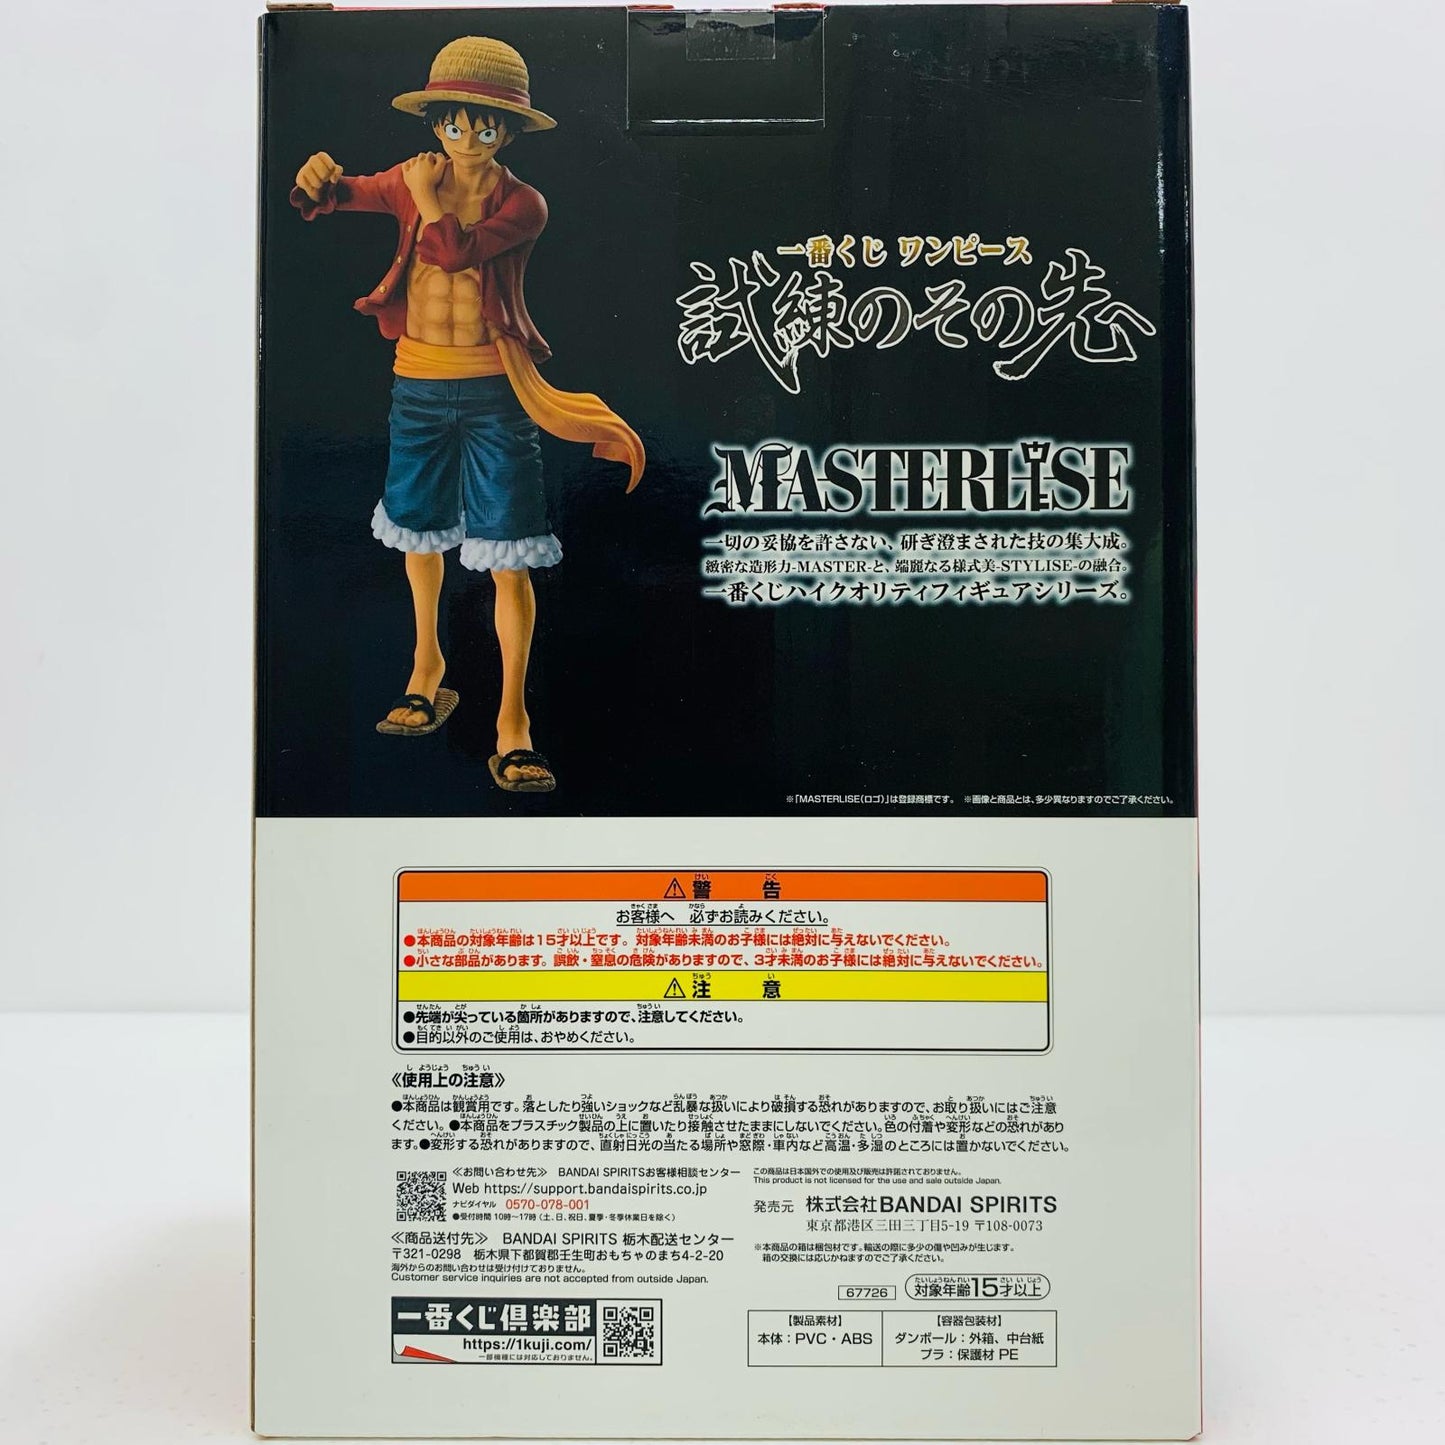 一番くじ ワンピース
試練のその先
MASTERLISE
一切の妥協を許さない、研ぎ澄まされた技の集大成。
緻密な造形力-MASTER-と、端麗なる様式美-STYLISE-の融合。
一番くじハイクオリティフィギュアシリーズ。
※「MASTERLISE(ロゴ)」は登録商標です。 ※画像と商品とは、多少異なりますのでご了承ください。
⚠警告
お客様へ 必ずお読みください。
●本商品の対象年齢は15才以上です。対象年齢未満のお子様には絶対に与えないでください。
●小さな部品があります。誤飲・窒息の危険がありますので、3才未満のお子様には絶対に与えないでください。
⚠注意
●先端が尖っている箇所がありますので、注意してください。
●目的以外のご使用は、おやめください。
《使用上の注意》
●本商品は観賞用です。落としたり強いショックなど乱暴な扱いにより破損する恐れがありますので、お取り扱いにはご注意
ください。●本商品をプラスチック製品の上に置いたり接触させたままにしないでください。色の付着や変形などの恐れがあり
ます。●変形する恐れがありますので、直射日光の当たる場所や窓際・車内など高温・多湿のところには置かないでください。
≪お問い合わせ先≫ BANDAI SPIRITSお客様相談センター
Web https://support.bandaispirits.co.jp
ナビダイヤル 0570-078-001
●受付時間 10時〜17時(土、日、祝日、夏季・冬季休業日を除く)
≪商品送付先≫ BANDAI SPIRITS 栃木配送センター
〒321-0298 栃木県下都賀郡壬生町おもちゃのまち4-2-20
海外からのお問い合わせは受け付けておりません。
Customer service inquiries are not accepted from outside Japan.
この商品は日本国外での使用及び販売は許諾されておりません。
This product is not licensed for the use and sale outside Japan.
発売元 株式会社BANDAI SPIRITS
東京都港区三田三丁目5-19 〒108-0073
※本商品の箱は梱包材です。輸送の際に多少の傷や凹みが生じます。
箱の交換には応じかねますのでご了承ください。
67726
対象年齢15才以上
一番くじ倶楽部
https://1kuji.com/
一部機種には対応しておりません。
【製品素材】
本体：PVC・ABS
【容器包装材】
ダンボール：外箱、中台紙
プラ：保護材 PE